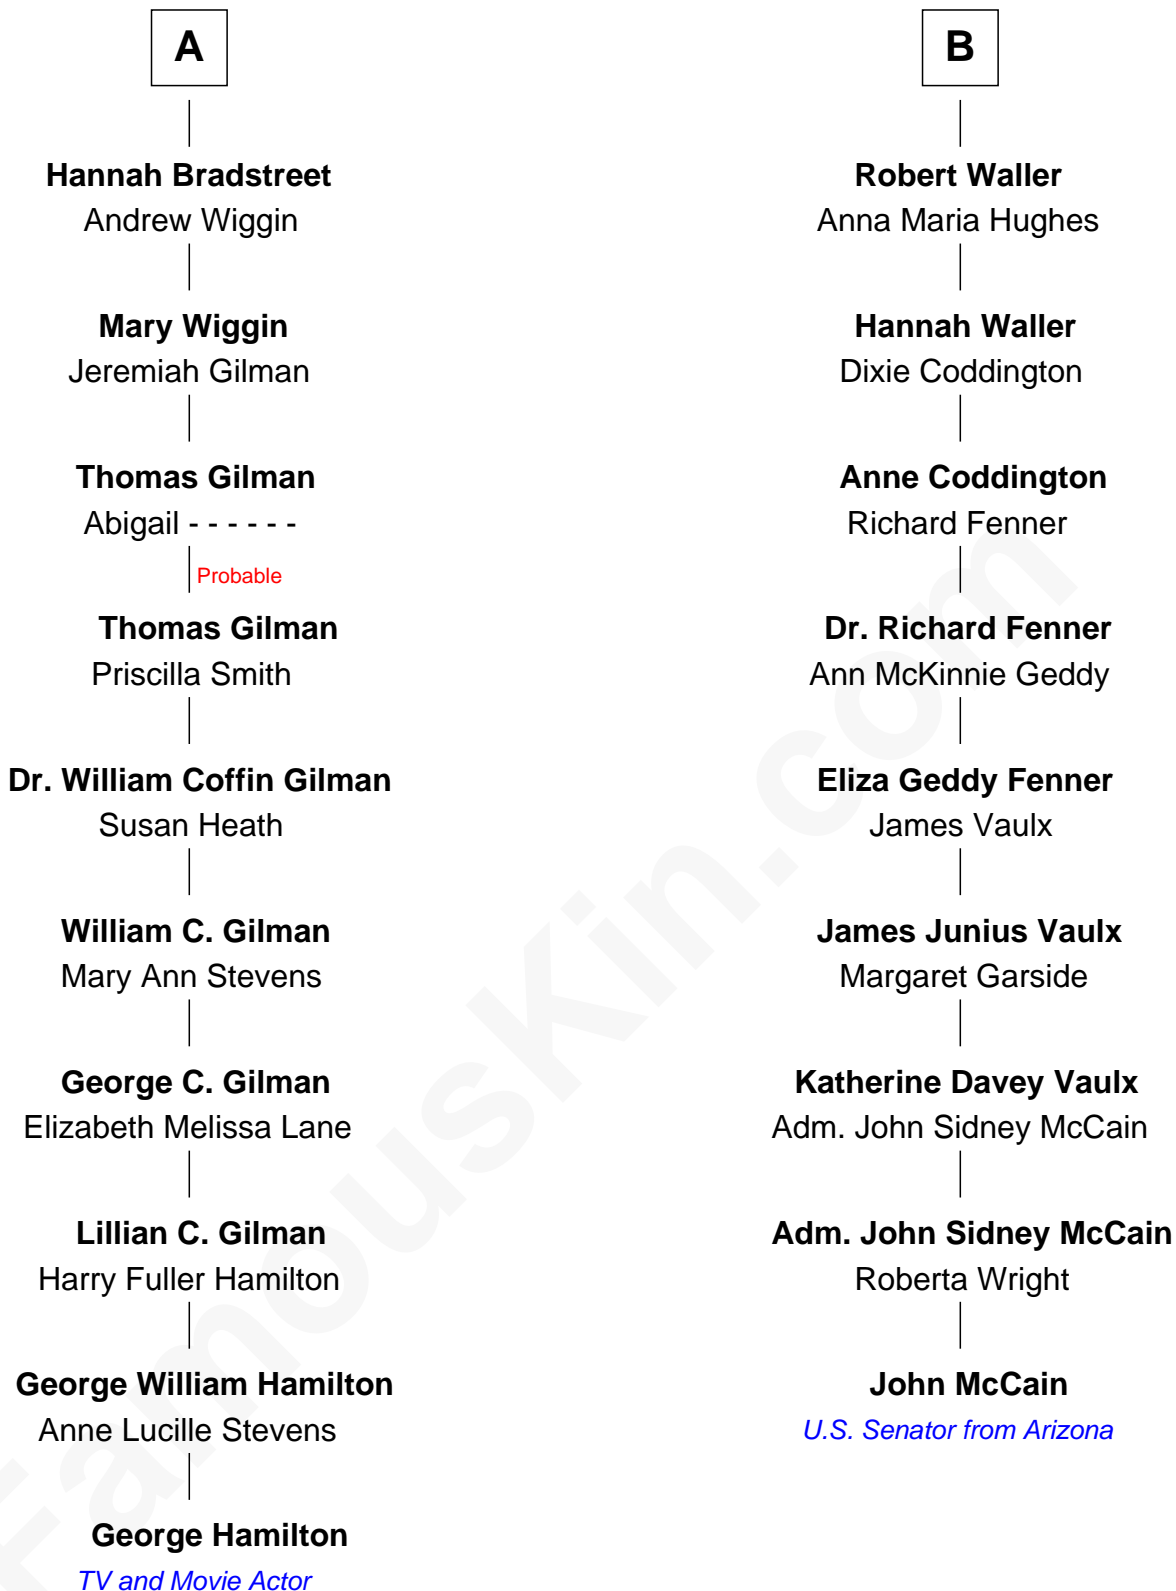 A
Hannah Bradstreet
Andrew Wiggin
Mary Wiggin
Jeremiah Gilman
Thomas Gilman
Abigail - - - - - -
Probable
Thomas Gilman
Priscilla Smith
Dr. William Coffin Gilman
Susan Heath
William C. Gilman
Mary Ann Stevens
George C. Gilman
Elizabeth Melissa Lane
Lillian C. Gilman
Harry Fuller Hamilton
George William Hamilton
Anne Lucille Stevens
George Hamilton
TV and Movie Actor
B
Robert Waller
Anna Maria Hughes
Hannah Waller
Dixie Coddington
Anne Coddington
Richard Fenner
Dr. Richard Fenner
Ann McKinnie Geddy
Eliza Geddy Fenner
James Vaulx
James Junius Vaulx
Margaret Garside
Katherine Davey Vaulx
Adm. John Sidney McCain
Adm. John Sidney McCain
Roberta Wright
John McCain
U.S. Senator from Arizona
FamousKin.com